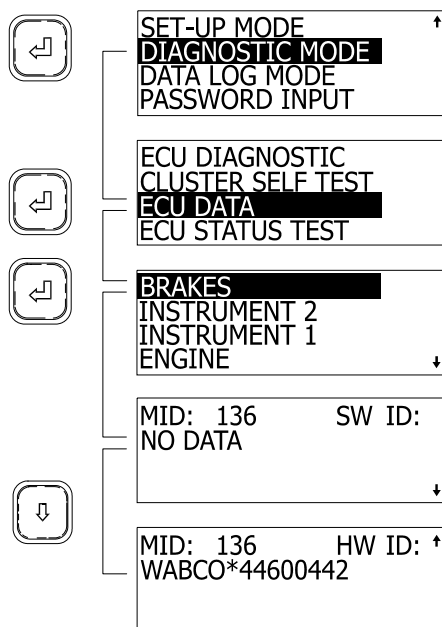 SET-UP MODE
DIAGNOSTIC MODE
DATA LOG MODE
PASSWORD INPUT
ECU DIAGNOSTIC
CLUSTER SELF TEST
ECU DATA
ECU STATUS TEST
BRAKES
INSTRUMENT 2
INSTRUMENT 1
ENGINE
MID: 136 SW ID:
NO DATA
MID: 136 HW ID:
WABCO*44600442